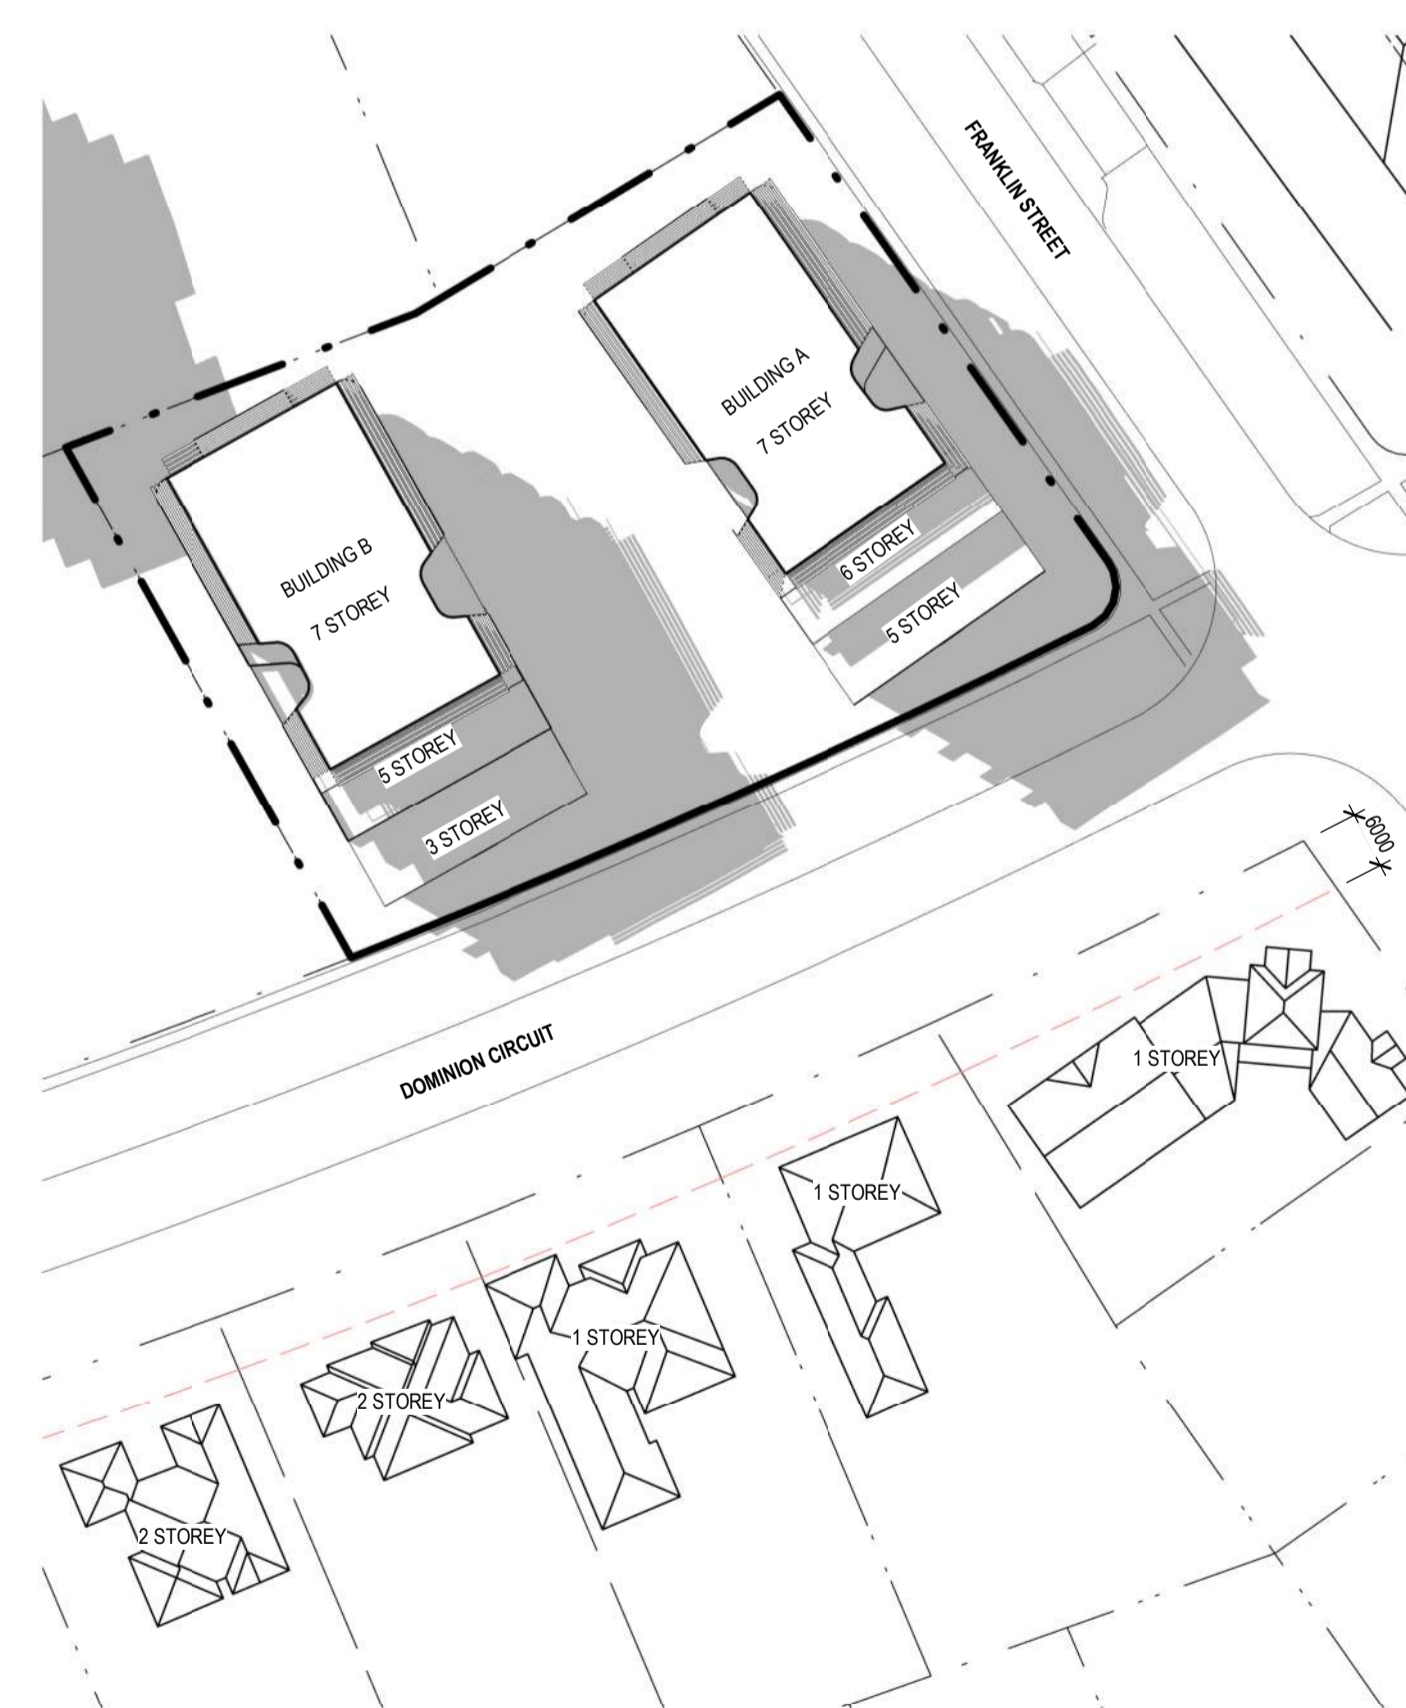 FRANKLIN STREET
BUILDING A
7 STOREY
6 STOREY
5 STOREY
BUILDING B
7 STOREY
5 STOREY
3 STOREY
6000
DOMINION CIRCUIT
1 STOREY
1 STOREY
1 STOREY
2 STOREY
2 STOREY